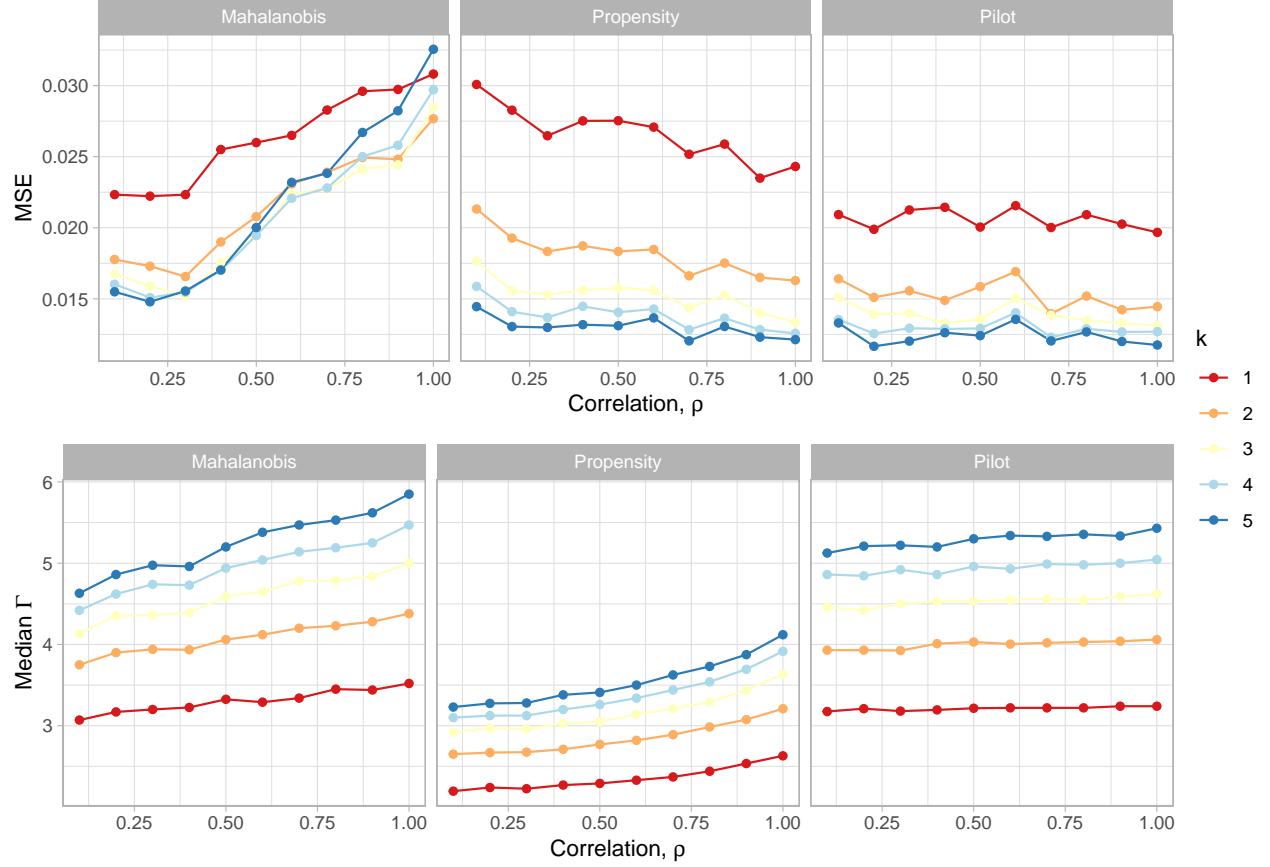 Mahalanobis Propensity Pilot
MSE
0.030
0.025
0.020
0.015
0.25 0.50 0.75 1.00 0.25 0.50 0.75 1.00 0.25 0.50 0.75 1.00
Correlation, ρ
k
1
2
3
4
5
Mahalanobis Propensity Pilot
Median Γ
6
5
4
3
0.25 0.50 0.75 1.00 0.25 0.50 0.75 1.00 0.25 0.50 0.75 1.00
Correlation, ρ